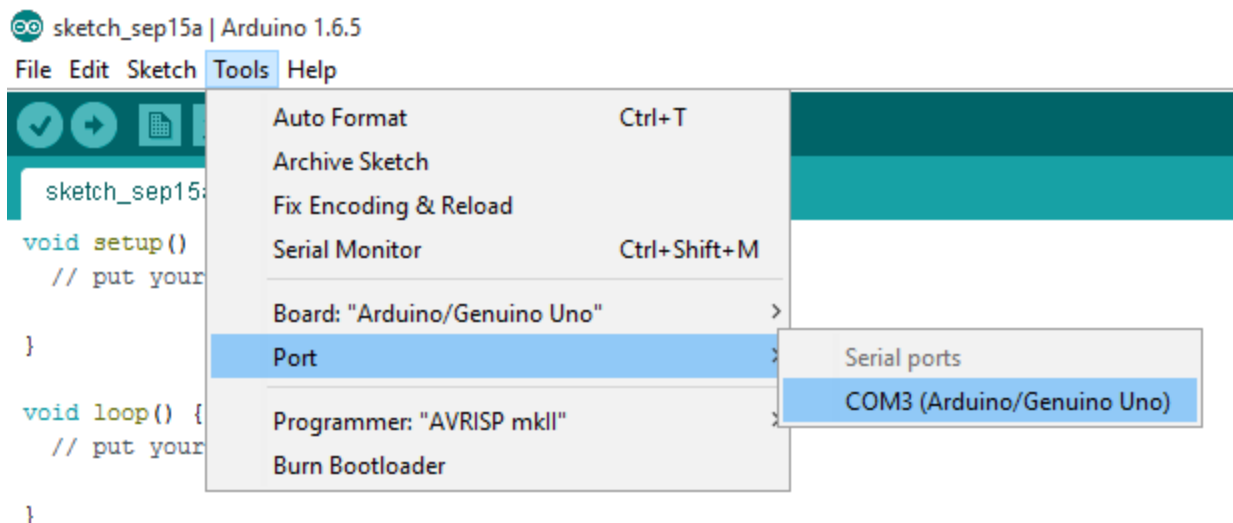 sketch_sep15a | Arduino 1.6.5
File Edit Sketch Tools Help
Auto Format Ctrl+T
Archive Sketch
sketch_sep15a
Fix Encoding & Reload
void setup()
Serial Monitor Ctrl+Shift+M
// put your
Board: "Arduino/Genuino Uno"
}
Port
Serial ports
COM3 (Arduino/Genuino Uno)
void loop() {
Programmer: "AVRISP mkII"
// put your
Burn Bootloader
}